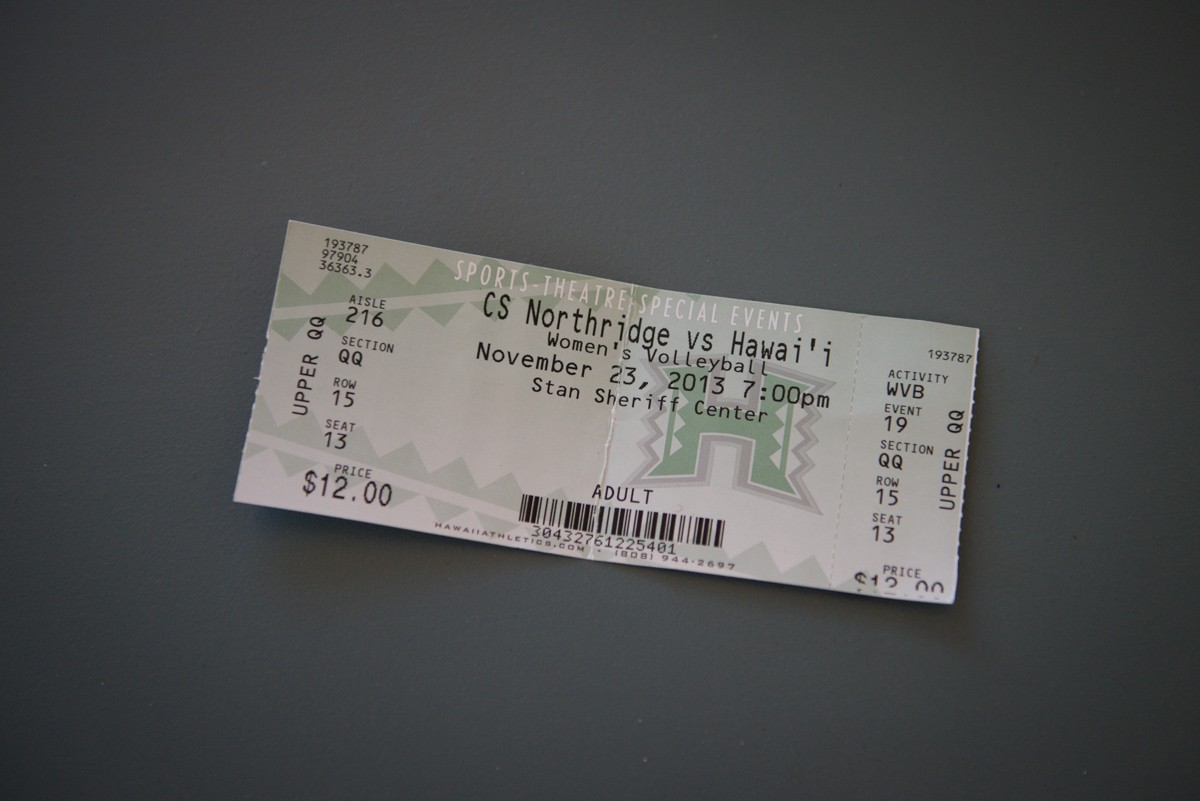 193787
97904
36363.3
AISLE
216
SECTION
QQ
ROW
15
SEAT
13
PRICE
$12.00
UPPER QQ
SPORTS-THEATRE-SPECIAL EVENTS
CS Northridge vs Hawai'i
Women's Volleyball
November 23, 2013 7:00pm
Stan Sheriff Center
H
ADULT
30432761225401
HAWAIIATHLETICS.COM · (808) 944-2697
193787
ACTIVITY
WVB
EVENT
19
SECTION
QQ
ROW
15
SEAT
13
PRICE
$12.00
UPPER QQ